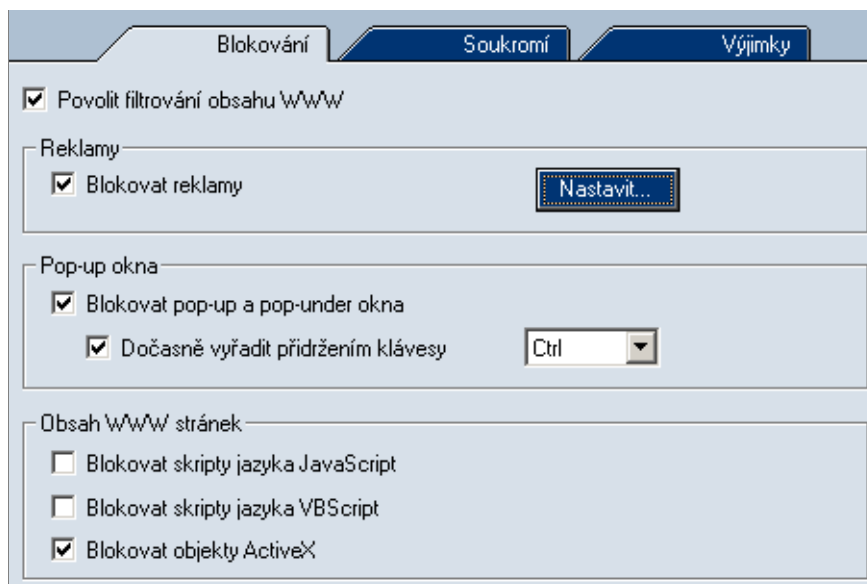 Blokování Soukromí Výjimky
Povolit filtrování obsahu WWW
Reklamy
Blokovat reklamy Nastavit...
Pop-up okna
Blokovat pop-up a pop-under okna
Dočasně vyřadit přidržením klávesy Ctrl
Obsah WWW stránek
Blokovat skripty jazyka JavaScript
Blokovat skripty jazyka VBScript
Blokovat objekty ActiveX